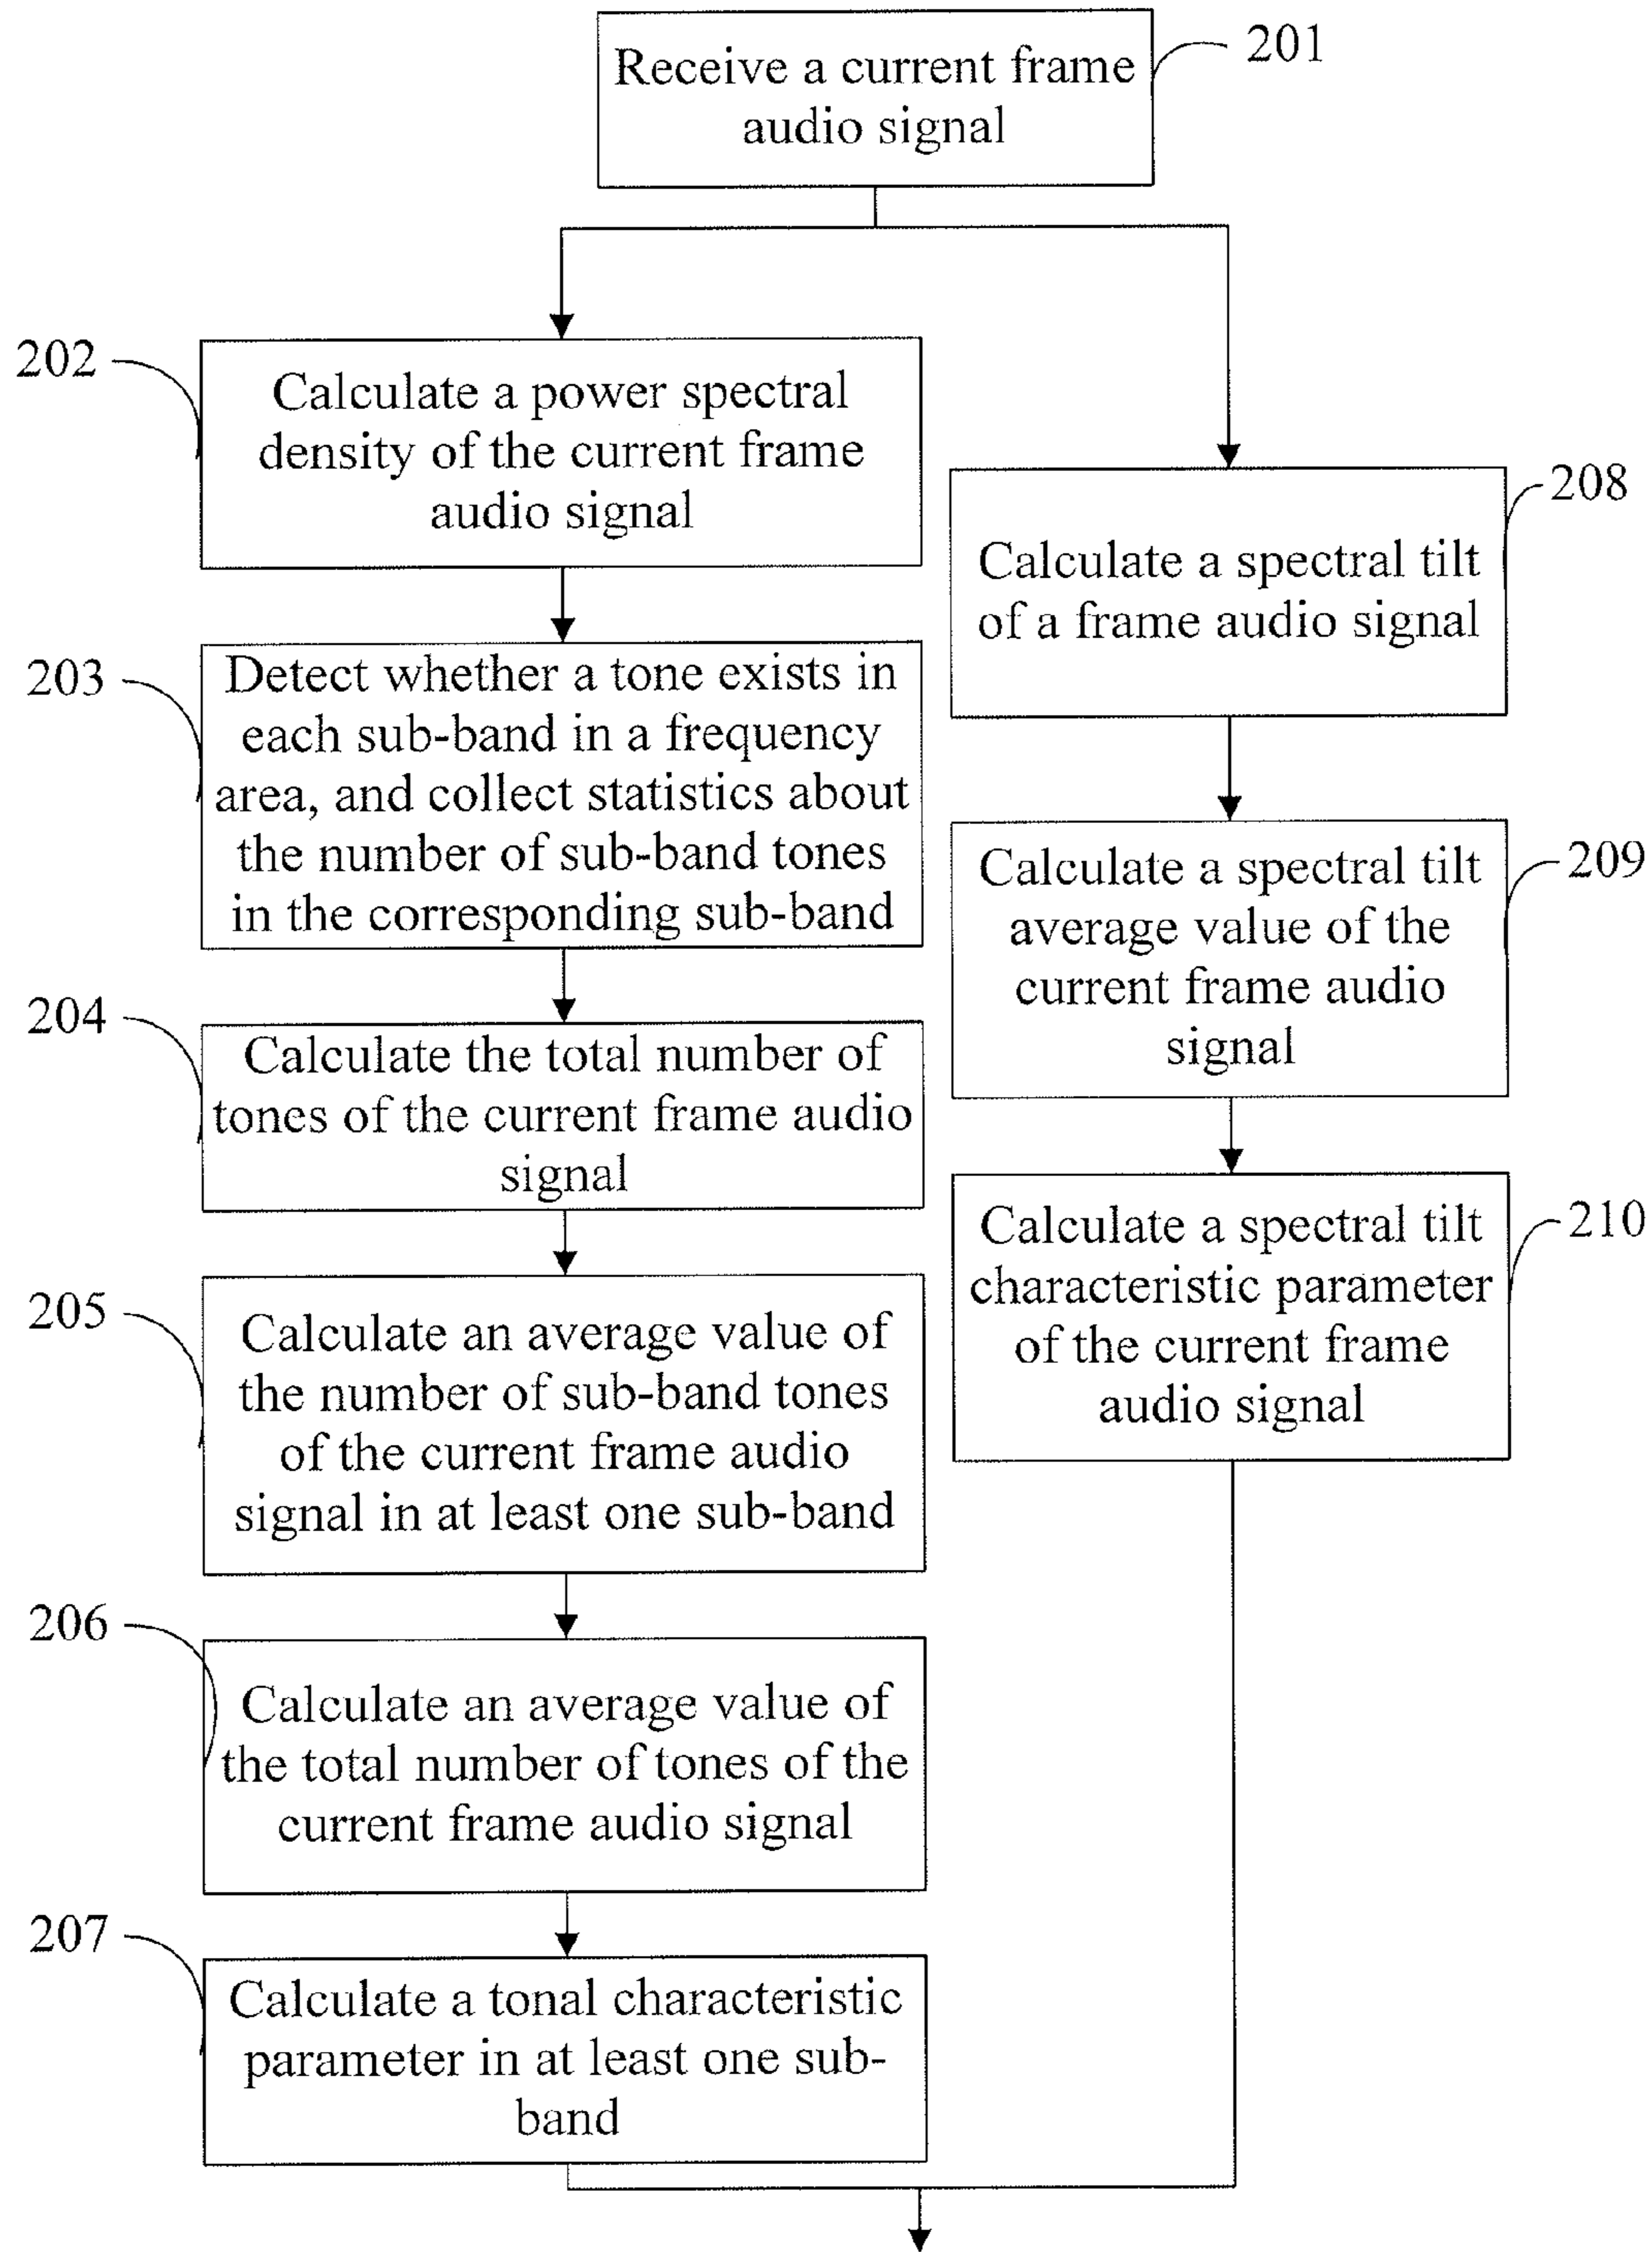 Receive a current frame
audio signal
201
202
Calculate a power spectral
density of the current frame
audio signal
203
Detect whether a tone exists in
each sub-band in a frequency
area, and collect statistics about
the number of sub-band tones
in the corresponding sub-band
204
Calculate the total number of
tones of the current frame audio
signal
205
Calculate an average value of
the number of sub-band tones
of the current frame audio
signal in at least one sub-band
206
Calculate an average value of
the total number of tones of the
current frame audio signal
207
Calculate a tonal characteristic
parameter in at least one sub-
band
208
Calculate a spectral tilt
of a frame audio signal
209
Calculate a spectral tilt
average value of the
current frame audio
signal
210
Calculate a spectral tilt
characteristic parameter
of the current frame
audio signal